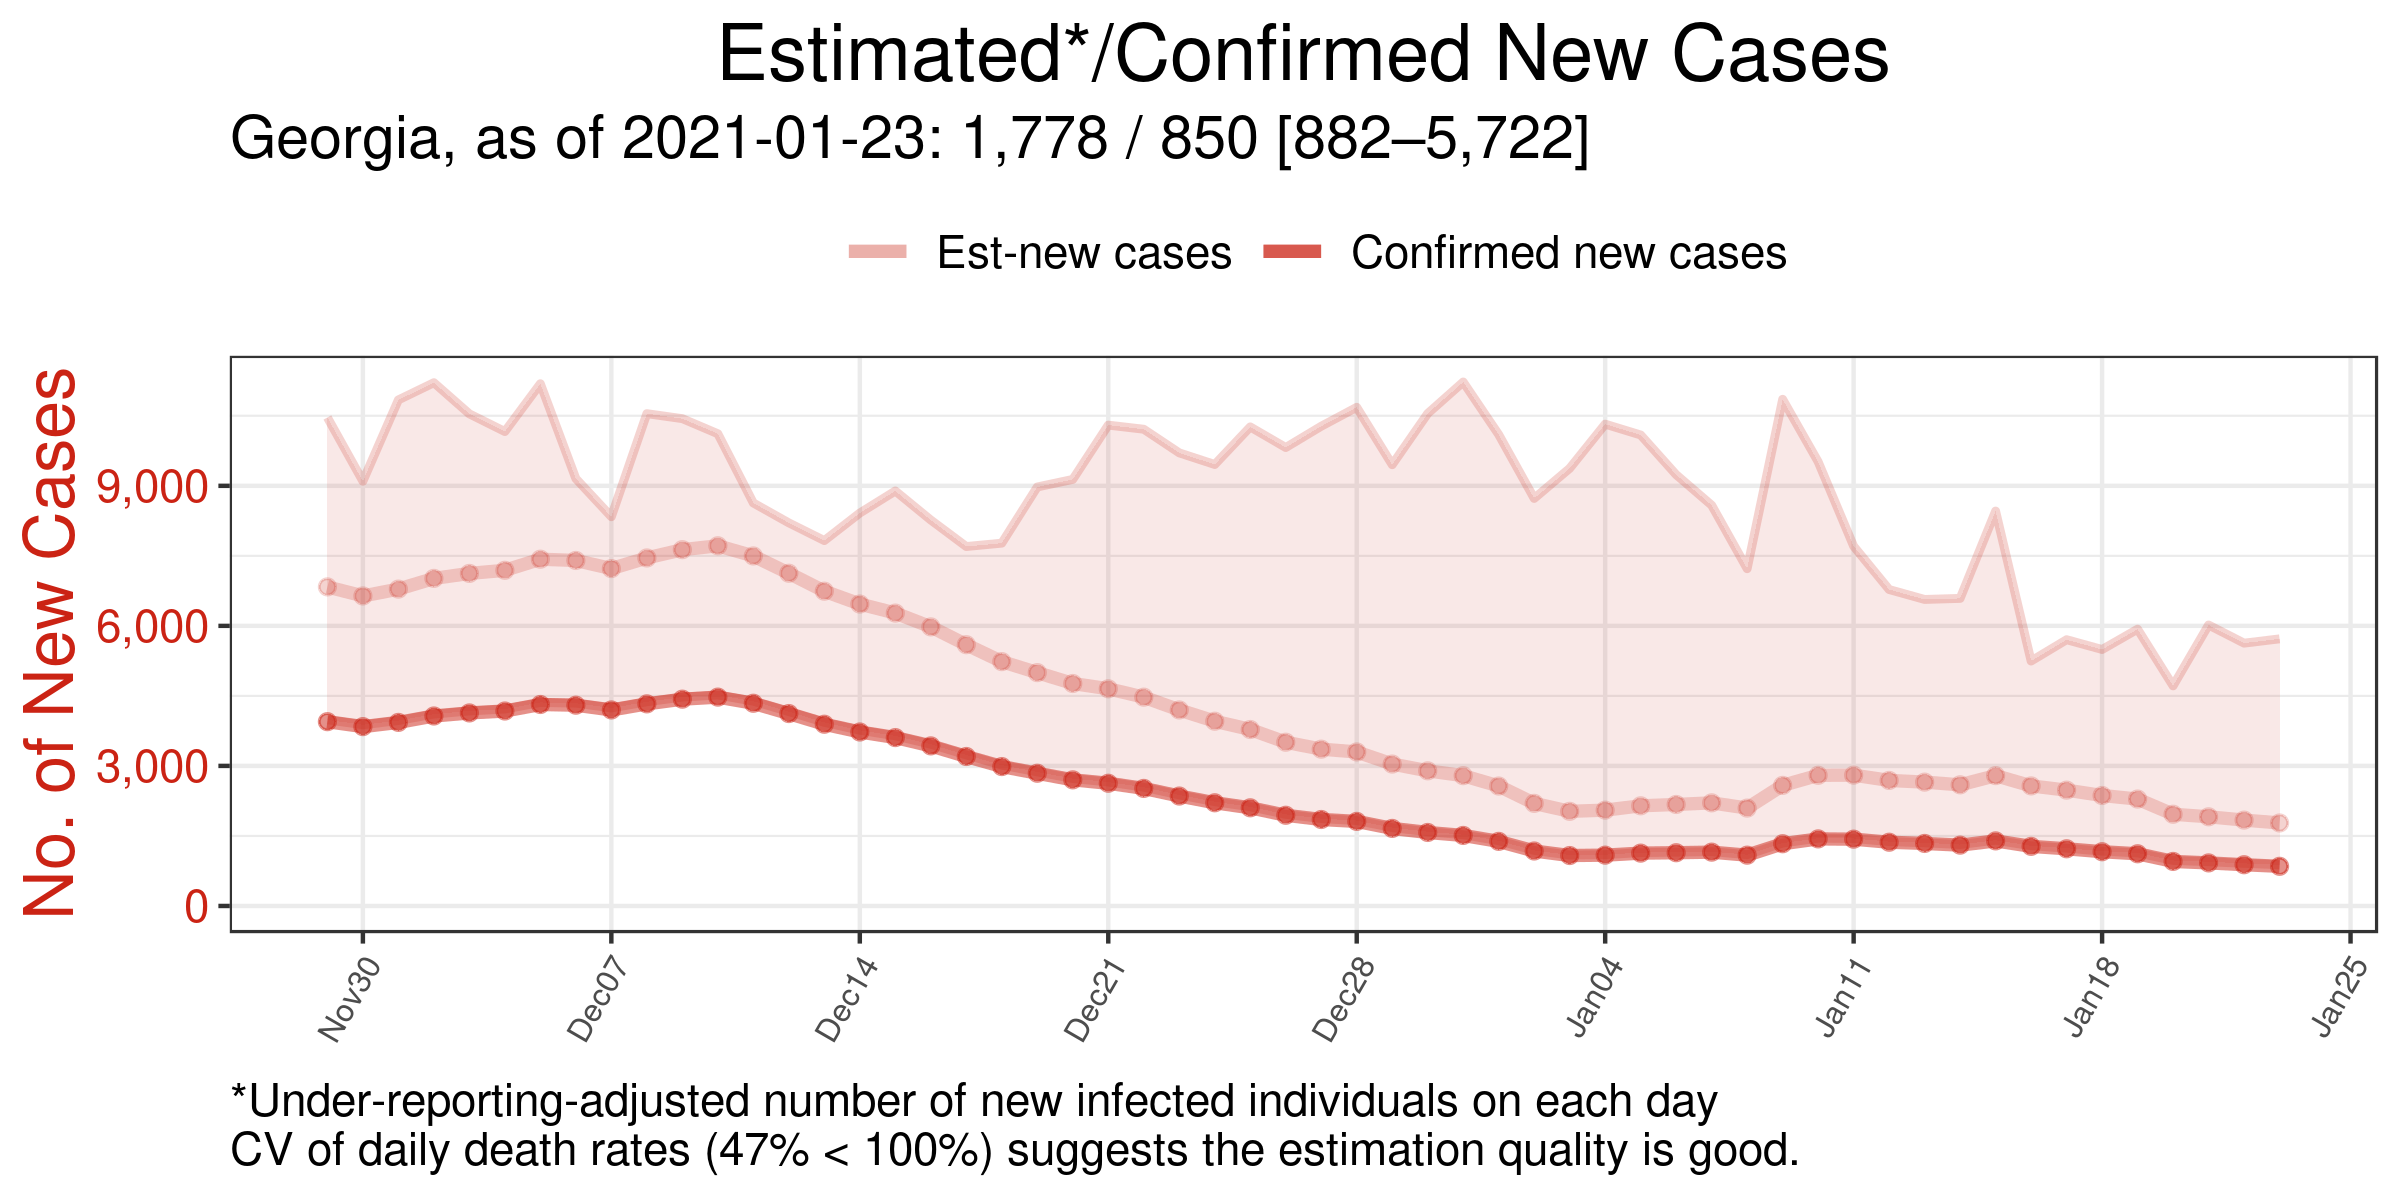 Estimated*/Confirmed New Cases
Georgia, as of 2021-01-23: 1,778 / 850 [882–5,722]
Est-new cases
Confirmed new cases
No. of New Cases
9,000
6,000
3,000
0
Nov30
Dec07
Dec14
Dec21
Dec28
Jan04
Jan11
Jan18
Jan25
*Under-reporting-adjusted number of new infected individuals on each day
CV of daily death rates (47% < 100%) suggests the estimation quality is good.